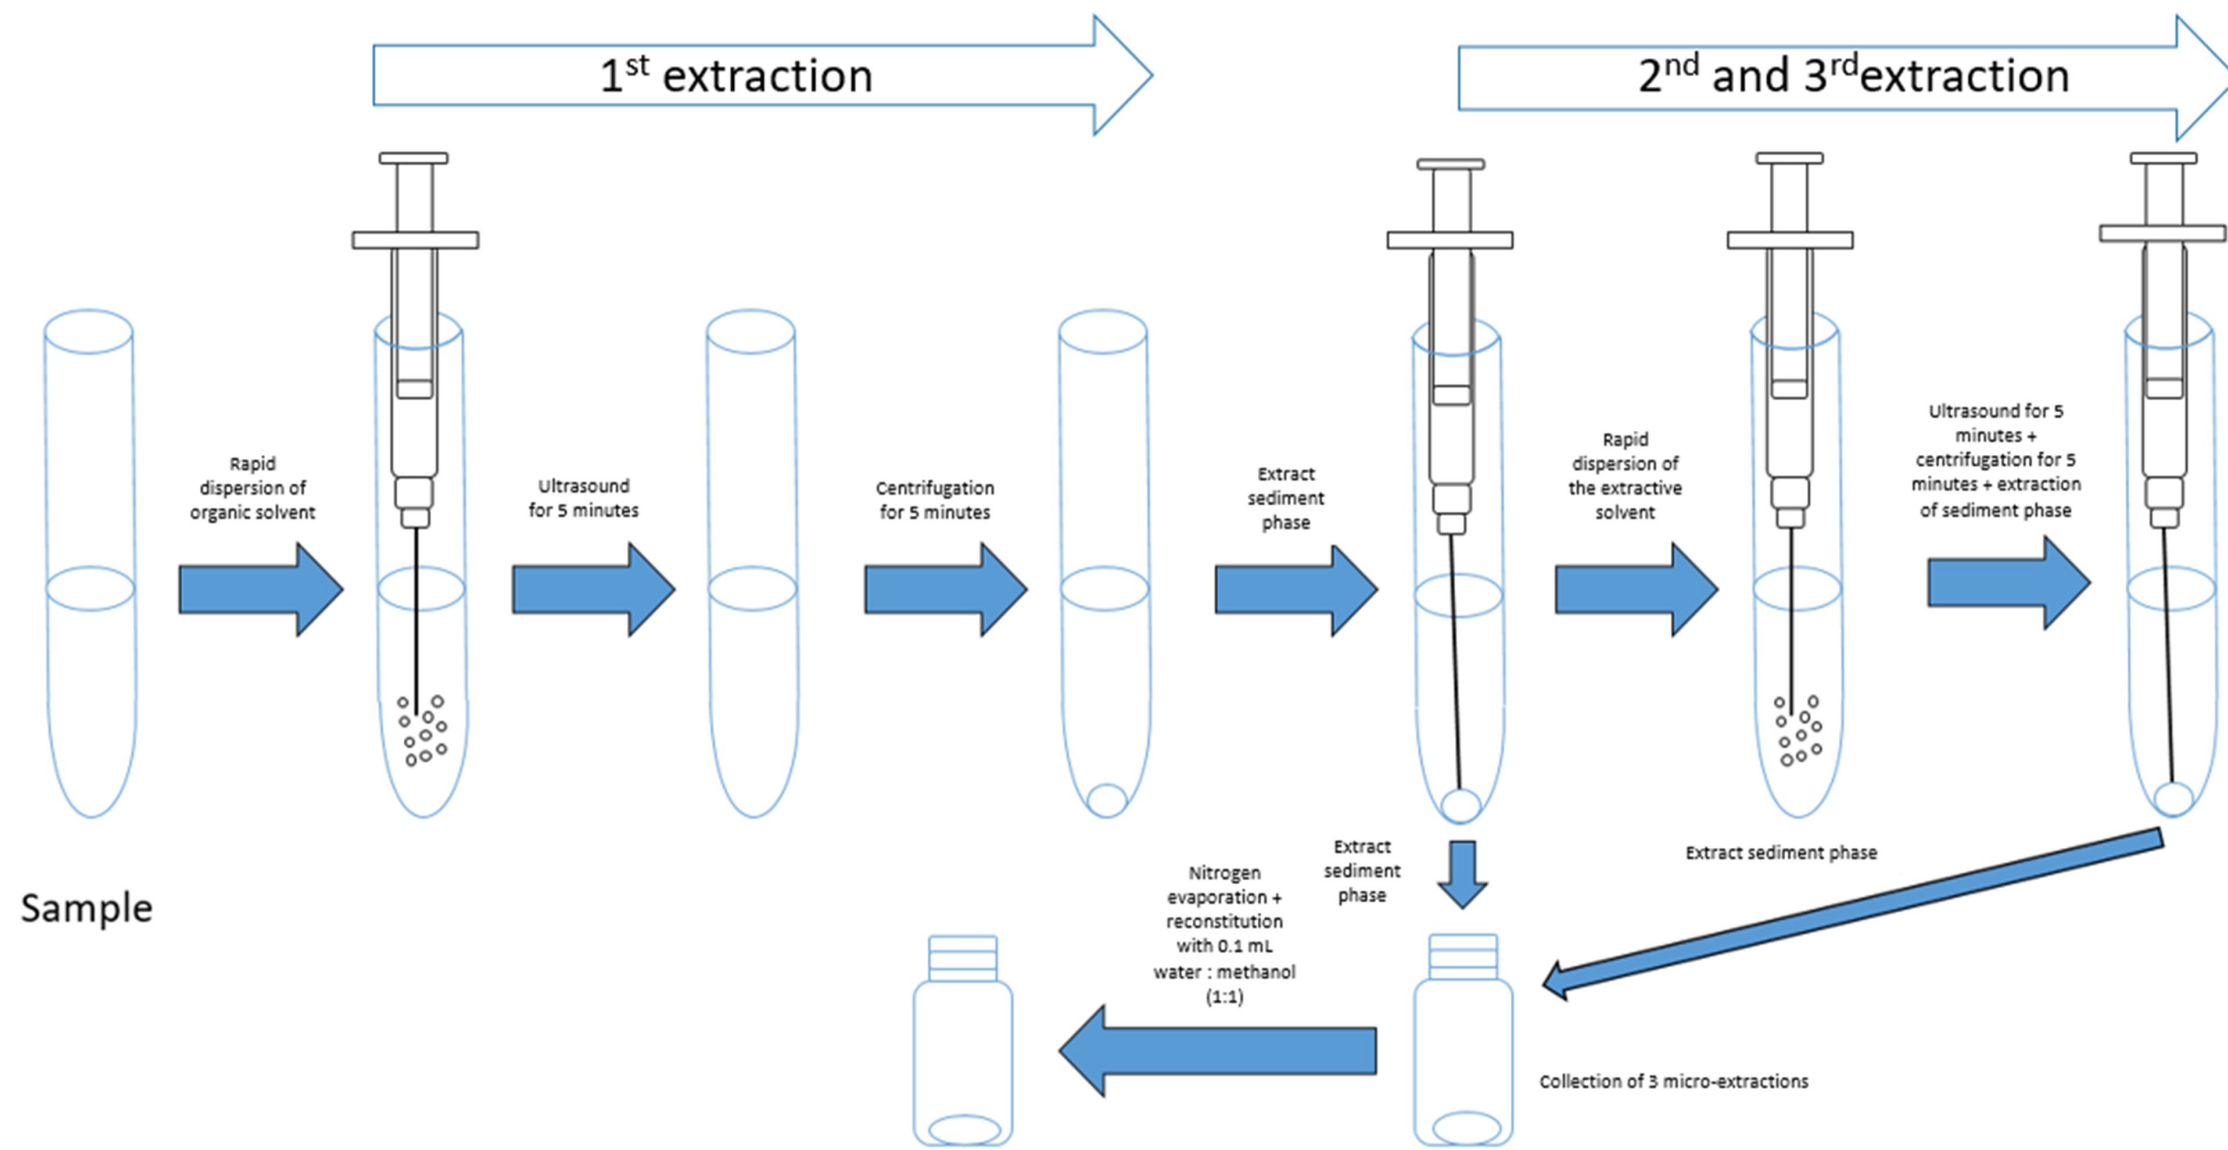 1st extraction
2nd and 3rdextraction
Rapid
dispersion of
organic solvent
Ultrasound
for 5 minutes
Centrifugation
for 5 minutes
Extract
sediment
phase
Rapid
dispersion of
the extractive
solvent
Ultrasound for 5
minutes +
centrifugation for 5
minutes + extraction
of sediment phase
Sample
Nitrogen
evaporation +
reconstitution
with 0.1 mL
water : methanol
(1:1)
Extract
sediment
phase
Extract sediment phase
Collection of 3 micro-extractions